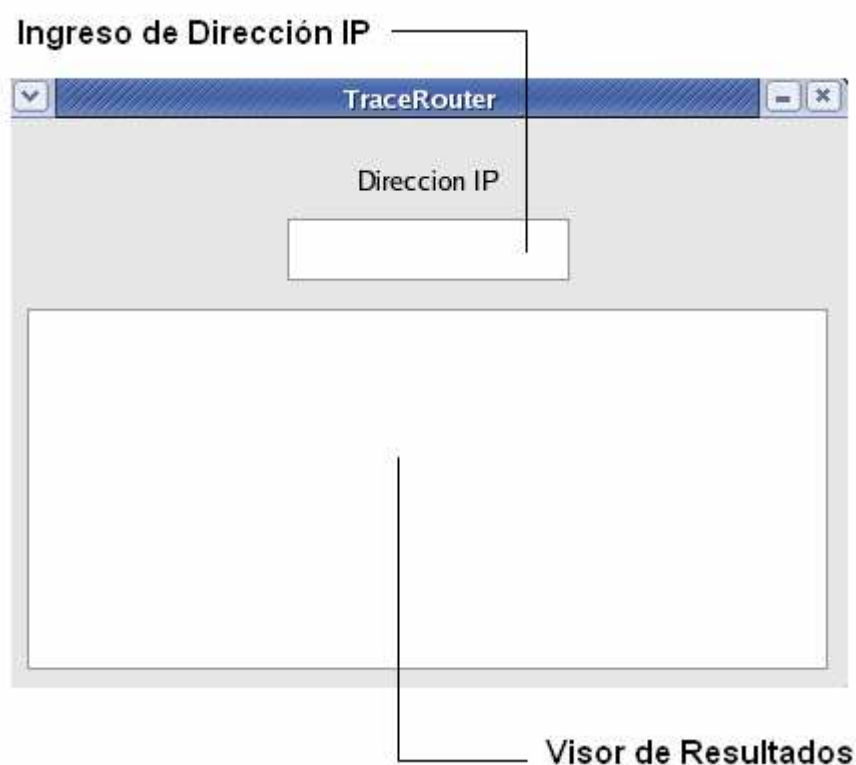 Ingreso de Dirección IP
TraceRouter
Direccion IP
Visor de Resultados